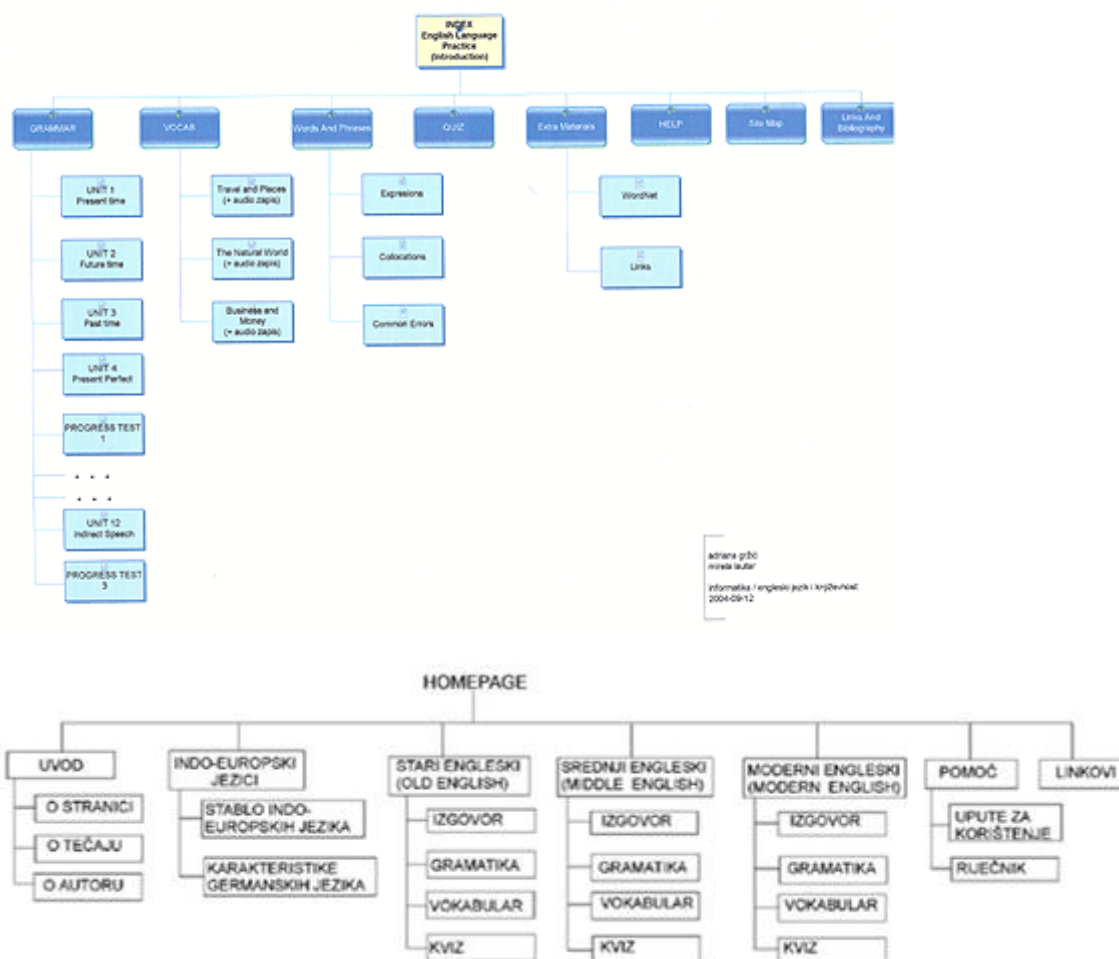 INDEX
English Language
Practice
(Introduction)
GRAMMAR
VOCAB
Words And Phrases
QUIZ
Extra Materials
HELP
Site Map
Links And
Bibliography
UNIT 1
Present time
UNIT 2
Future time
UNIT 3
Past time
UNIT 4
Present Perfect
PROGRESS TEST
1
. . .
. . .
UNIT 12
Indirect Speech
PROGRESS TEST
3
Travel and Places
(+ audio zapis)
The Natural World
(+ audio zapis)
Business and
Money
(+ audio zapis)
Expresions
Collocations
Common Errors
WordNet
Links
adriana gržić
mirela lautar
informatika / engleski jezik i književnost
2004-09-12
HOMEPAGE
UVOD
O STRANICI
O TEČAJU
O AUTORU
INDO-EUROPSKI
JEZICI
STABLO INDO-
EUROPSKIH JEZIKA
KARAKTERISTIKE
GERMANSKIH JEZIKA
STARI ENGLESKI
(OLD ENGLISH)
IZGOVOR
GRAMATIKA
VOKABULAR
KVIZ
SREDNJI ENGLESKI
(MIDDLE ENGLISH)
IZGOVOR
GRAMATIKA
VOKABULAR
KVIZ
MODERNI ENGLESKI
(MODERN ENGLISH)
IZGOVOR
GRAMATIKA
VOKABULAR
KVIZ
POMOČ
UPUTE ZA
KORIŠTENJE
RIJEČNIK
LINKOVI